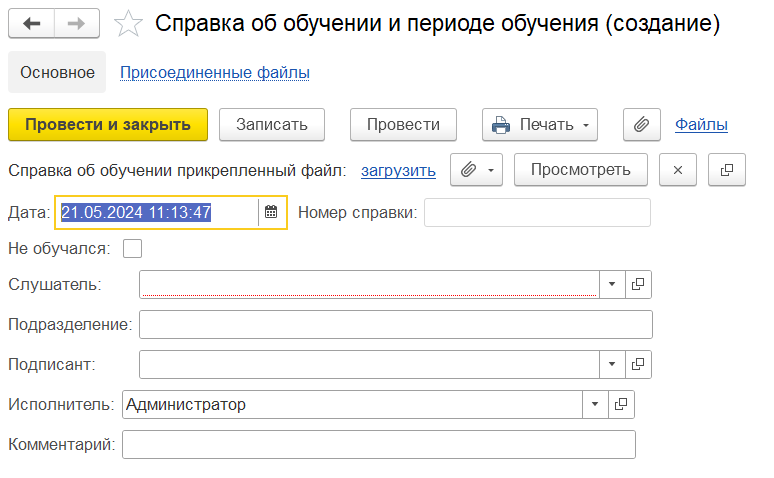 Справка об обучении и периоде обучения (создание)
Основное Присоединенные файлы
Провести и закрыть Записать Провести Печать Файлы
Справка об обучении прикрепленный файл: загрузить Просмотреть ×
Дата: 21.05.2024 11:13:47 Номер справки:
Не обучался:
Слушатель:
Подразделение:
Подписант:
Исполнитель: Администратор
Комментарий: